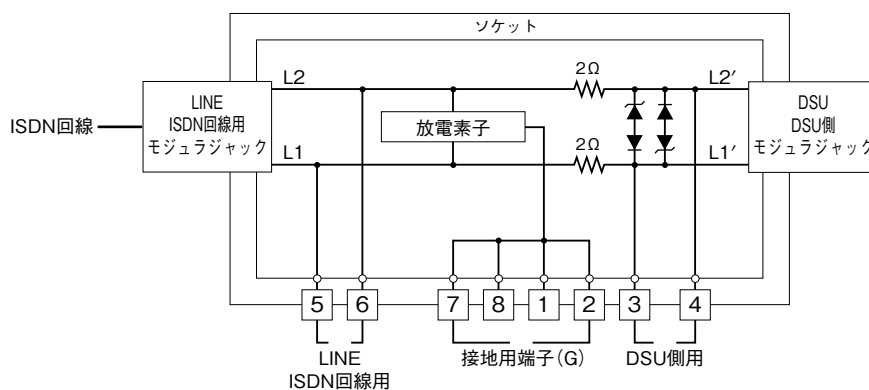 ソケット
L2
2Ω
L2′
ISDN回線
LINE
ISDN回線用
モジュラジャック
放電素子
DSU
DSU側
モジュラジャック
L1
2Ω
L1′
5
6
7
8
1
2
3
4
LINE
ISDN回線用
接地用端子(G)
DSU側用